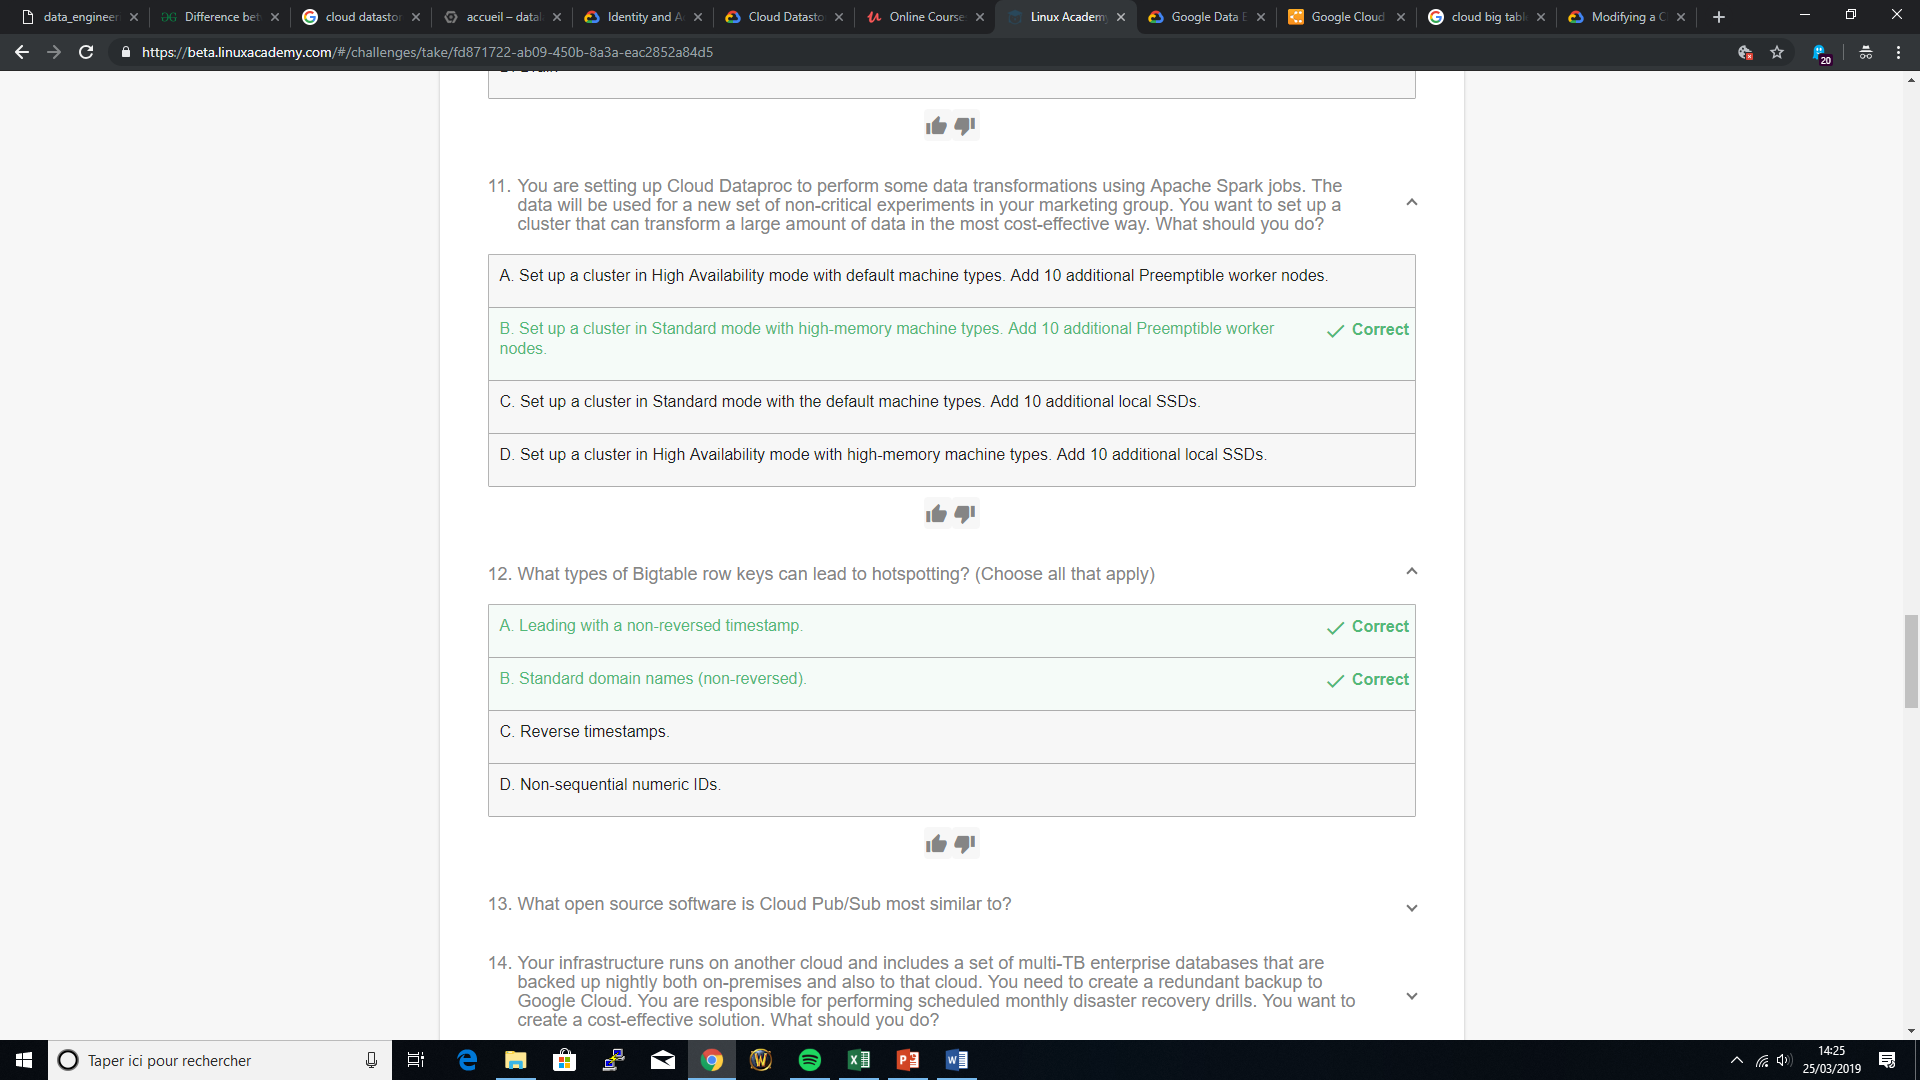 data_engineer
Difference bet
cloud datastor
accueil – datal
Identity and A
Cloud Datasto
Online Course
Linux Academy
Google Data E
Google Cloud
cloud big tabl
Modifying a C
https://beta.linuxacademy.com/#/challenges/take/fd871722-ab09-450b-8a3a-eac2852a84d5
20
11. You are setting up Cloud Dataproc to perform some data transformations using Apache Spark jobs. The
data will be used for a new set of non-critical experiments in your marketing group. You want to set up a
cluster that can transform a large amount of data in the most cost-effective way. What should you do?
A. Set up a cluster in High Availability mode with default machine types. Add 10 additional Preemptible worker nodes.
B. Set up a cluster in Standard mode with high-memory machine types. Add 10 additional Preemptible worker
nodes.
Correct
C. Set up a cluster in Standard mode with the default machine types. Add 10 additional local SSDs.
D. Set up a cluster in High Availability mode with high-memory machine types. Add 10 additional local SSDs.
12. What types of Bigtable row keys can lead to hotspotting? (Choose all that apply)
A. Leading with a non-reversed timestamp.
Correct
B. Standard domain names (non-reversed).
Correct
C. Reverse timestamps.
D. Non-sequential numeric IDs.
13. What open source software is Cloud Pub/Sub most similar to?
14. Your infrastructure runs on another cloud and includes a set of multi-TB enterprise databases that are
backed up nightly both on-premises and also to that cloud. You need to create a redundant backup to
Google Cloud. You are responsible for performing scheduled monthly disaster recovery drills. You want to
create a cost-effective solution. What should you do?
Taper ici pour rechercher
14:25
25/03/2019